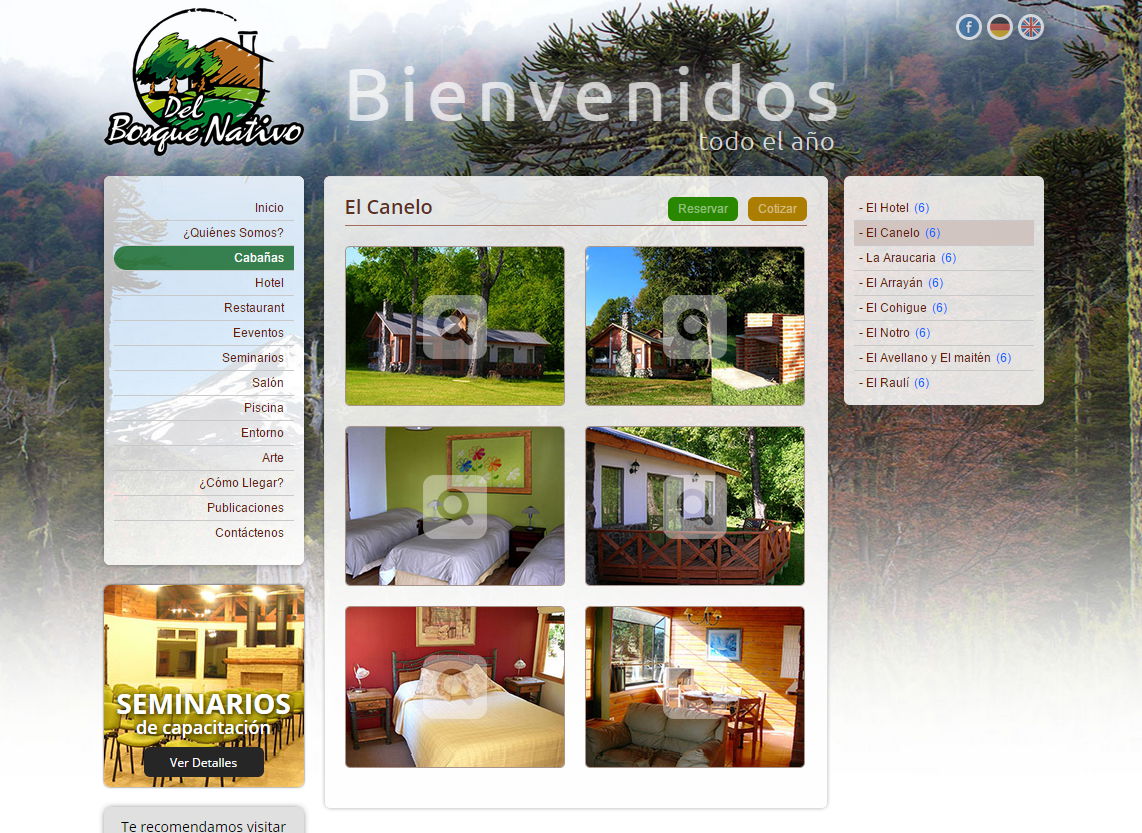 Del
Bosque Nativo
Bienvenidos
todo el año
Inicio
¿Quiénes Somos?
Cabañas
Hotel
Restaurant
Eeventos
Seminarios
Salón
Piscina
Entorno
Arte
¿Cómo Llegar?
Publicaciones
Contáctenos
SEMINARIOS
de capacitación
Ver Detalles
Te recomendamos visitar
El Canelo
Reservar
Cotizar
- El Hotel (6)
- El Canelo (6)
- La Araucaria (6)
- El Arrayán (6)
- El Cohigue (6)
- El Notro (6)
- El Avellano y El maitén (6)
- El Raulí (6)